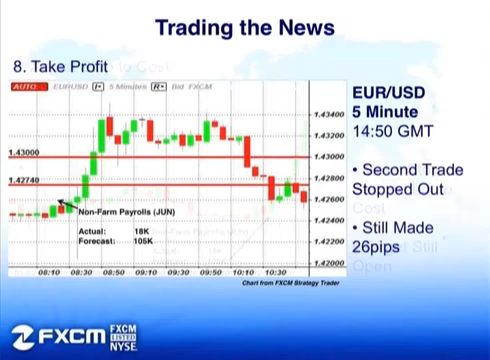 Trading the News
8. Take Profit
AUTO EURUSD 5 Minutes Bid FXCM
EUR/USD
5 Minute
14:50 GMT
• Second Trade
Stopped Out
• Still Made
26pips
1.43400
1.43200
1.43000
1.42800
1.42600
1.42400
1.42200
1.42000
1.43000
1.42740
Non-Farm Payrolls (JUN)
Actual: 18K
Forecast: 105K
08:10 08:30 08:50 09:10 09:30 09:50 10:10 10:30
Chart from FXCM Strategy Trader
FXCM FXCM
LISTED
NYSE